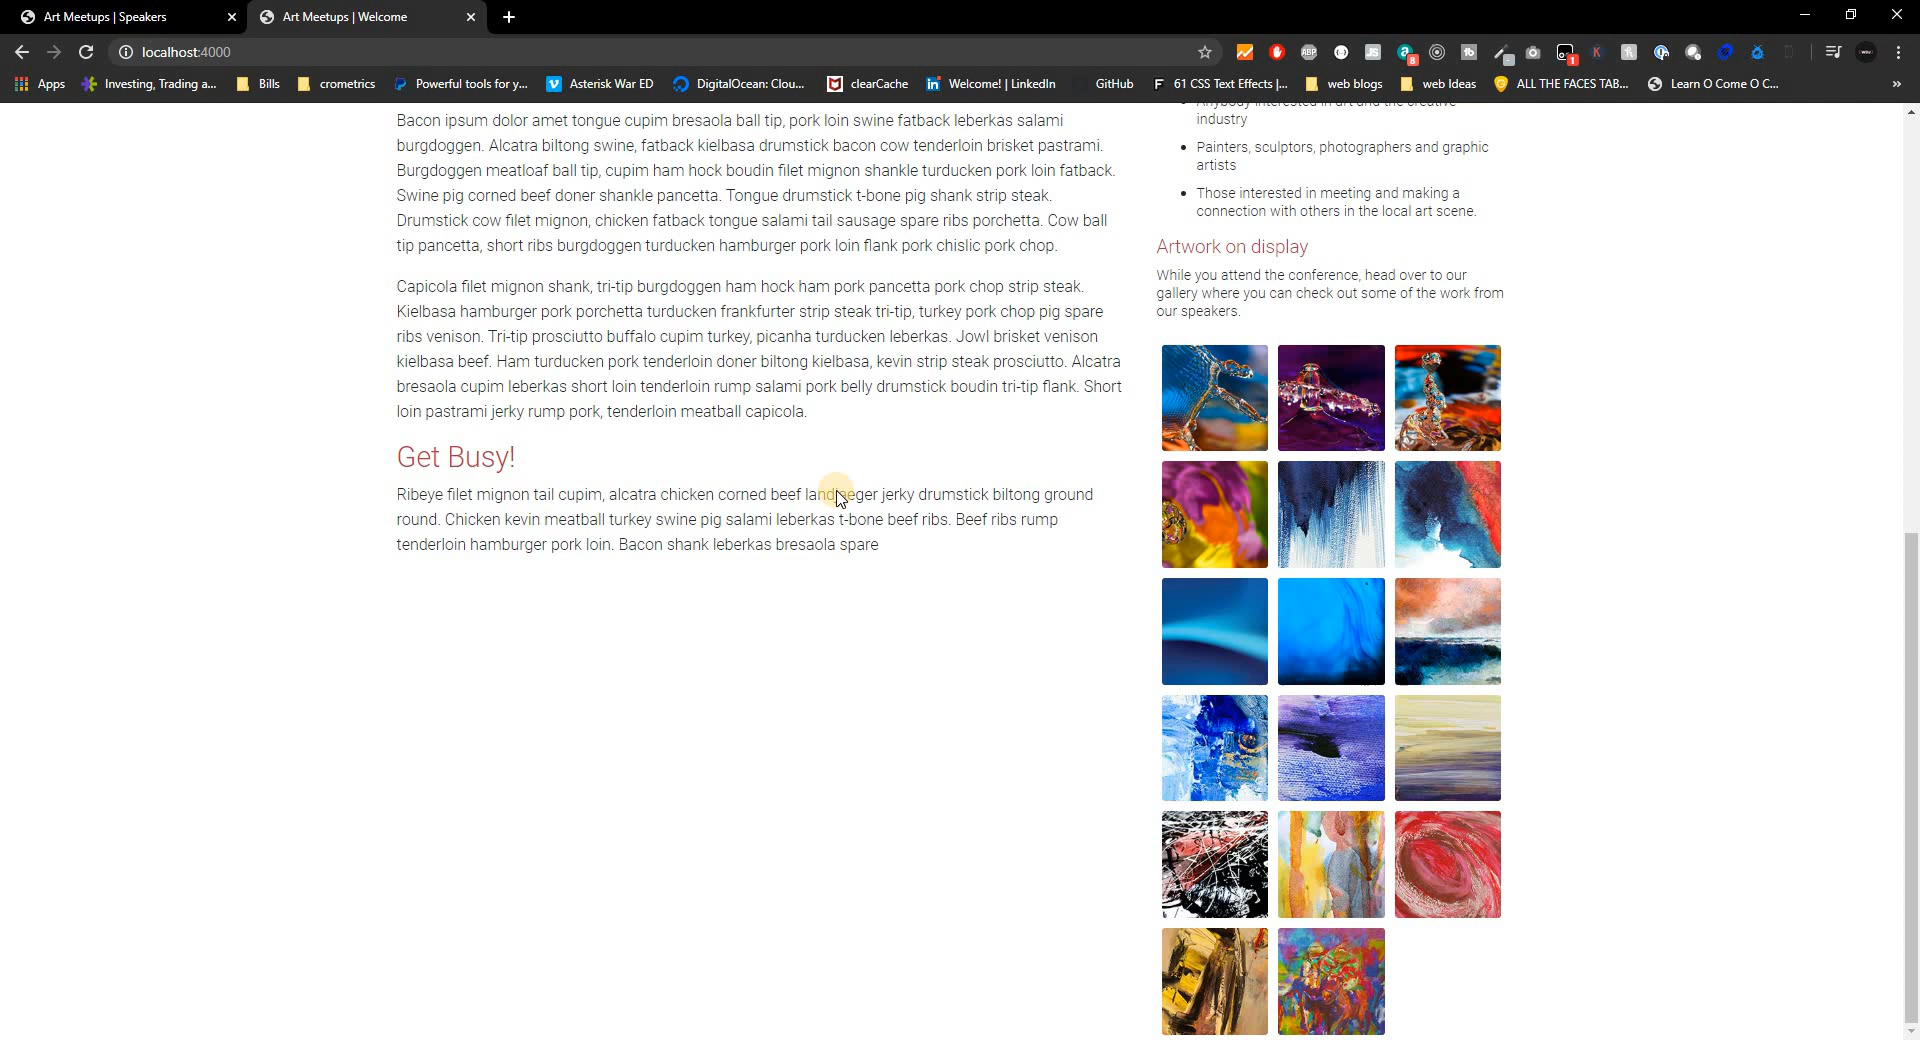 Art Meetups | Speakers
Art Meetups | Welcome
localhost:4000
ABP
JS
8
tb
1
K
Apps
Investing, Trading a...
Bills
crometrics
Powerful tools for y...
Asterisk War ED
DigitalOcean: Clou...
clearCache
Welcome! | LinkedIn
GitHub
61 CSS Text Effects |...
web blogs
web Ideas
ALL THE FACES TAB...
Learn O Come O C...
Bacon ipsum dolor amet tongue cupim bresaola ball tip, pork loin swine fatback leberkas salami
burgdoggen. Alcatra biltong swine, fatback kielbasa drumstick bacon cow tenderloin brisket pastrami.
Burgdoggen meatloaf ball tip, cupim ham hock boudin filet mignon shankle turducken pork loin fatback.
Swine pig corned beef doner shankle pancetta. Tongue drumstick t-bone pig shank strip steak.
Drumstick cow filet mignon, chicken fatback tongue salami tail sausage spare ribs porchetta. Cow ball
tip pancetta, short ribs burgdoggen turducken hamburger pork loin flank pork chislic pork chop.
Capicola filet mignon shank, tri-tip burgdoggen ham hock ham pork pancetta pork chop strip steak.
Kielbasa hamburger pork porchetta turducken frankfurter strip steak tri-tip, turkey pork chop pig spare
ribs venison. Tri-tip prosciutto buffalo cupim turkey, picanha turducken leberkas. Jowl brisket venison
kielbasa beef. Ham turducken pork tenderloin doner biltong kielbasa, kevin strip steak prosciutto. Alcatra
bresaola cupim leberkas short loin tenderloin rump salami pork belly drumstick boudin tri-tip flank. Short
loin pastrami jerky rump pork, tenderloin meatball capicola.
Get Busy!
Ribeye filet mignon tail cupim, alcatra chicken corned beef landjaeger jerky drumstick biltong ground
round. Chicken kevin meatball turkey swine pig salami leberkas t-bone beef ribs. Beef ribs rump
tenderloin hamburger pork loin. Bacon shank leberkas bresaola spare
Anybody interested in art and the creative
industry
Painters, sculptors, photographers and graphic
artists
Those interested in meeting and making a
connection with others in the local art scene.
Artwork on display
While you attend the conference, head over to our
gallery where you can check out some of the work from
our speakers.